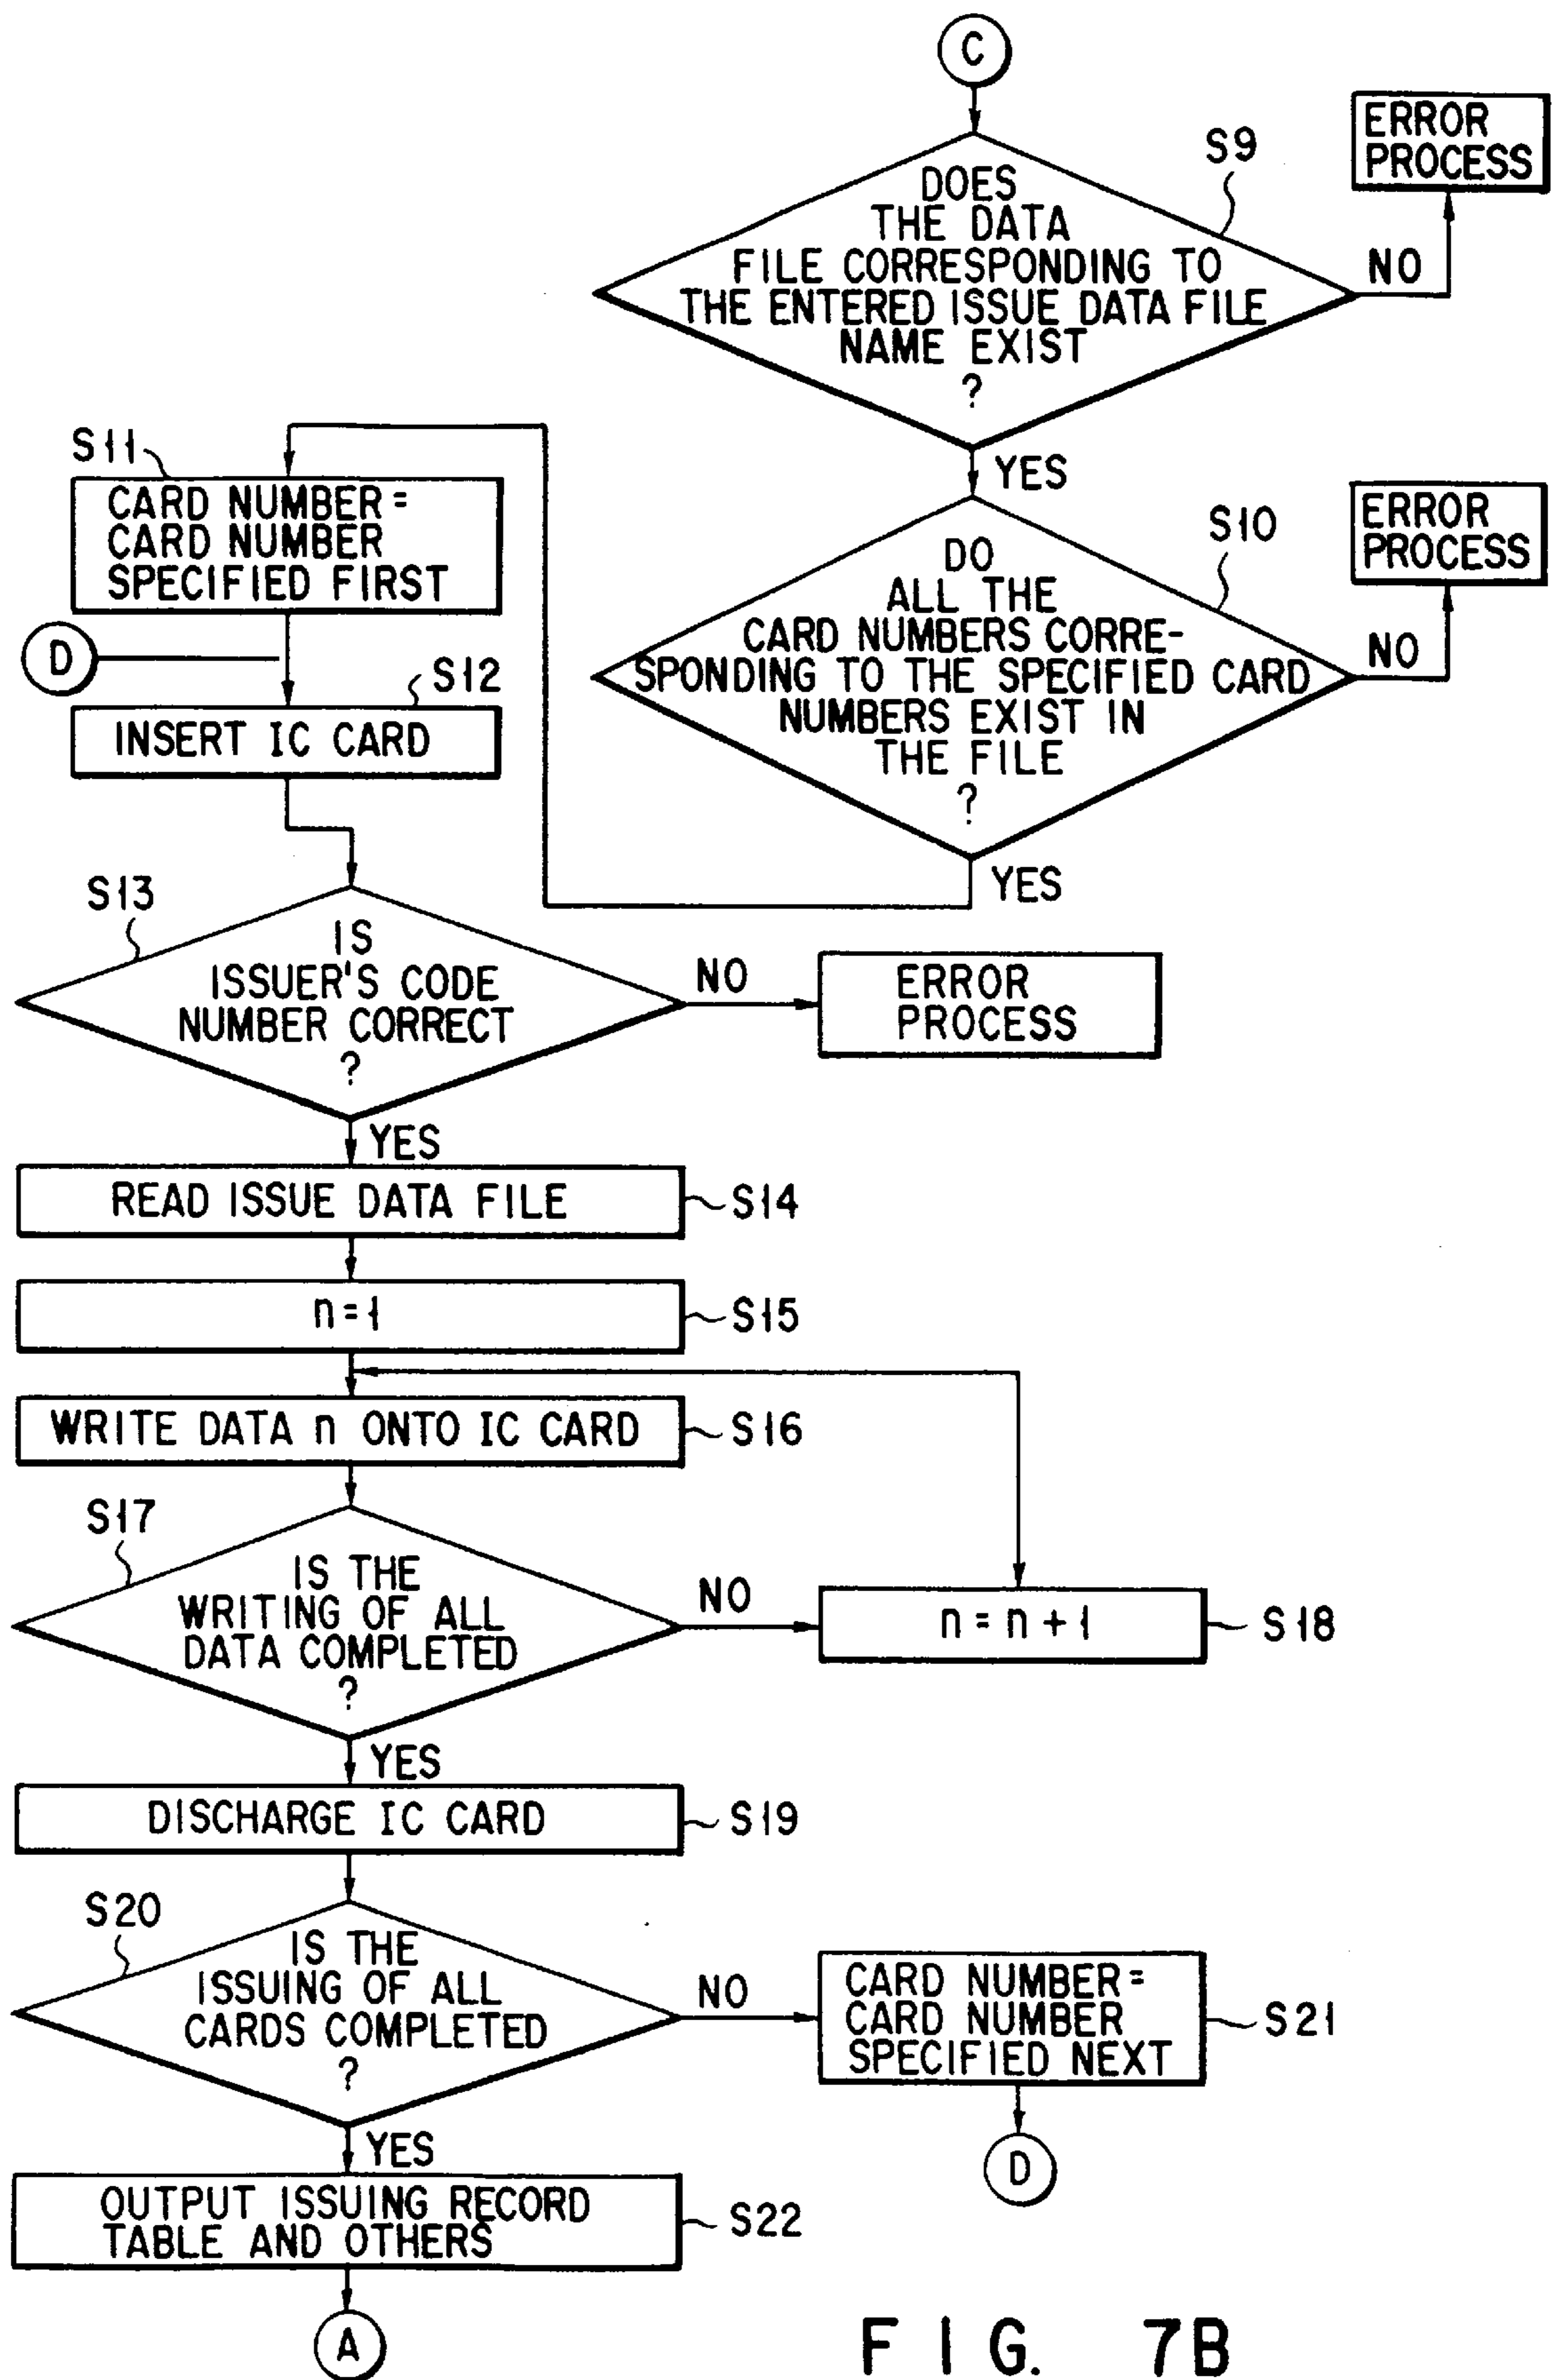 C
S9
DOES
THE DATA
FILE CORRESPONDING TO
THE ENTERED ISSUE DATA FILE
NAME EXIST
?
NO
ERROR
PROCESS
YES
S10
DO
ALL THE
CARD NUMBERS CORRE-
SPONDING TO THE SPECIFIED CARD
NUMBERS EXIST IN
THE FILE
?
NO
ERROR
PROCESS
YES
S11
CARD NUMBER=
CARD NUMBER
SPECIFIED FIRST
D
S12
INSERT IC CARD
S13
IS
ISSUER'S CODE
NUMBER CORRECT
?
NO
ERROR
PROCESS
YES
READ ISSUE DATA FILE
S14
n=1
S15
WRITE DATA n ONTO IC CARD
S16
S17
IS THE
WRITING OF ALL
DATA COMPLETED
?
NO
n=n+1
S18
YES
DISCHARGE IC CARD
S19
S20
IS THE
ISSUING OF ALL
CARDS COMPLETED
?
NO
CARD NUMBER=
CARD NUMBER
SPECIFIED NEXT
S21
D
YES
OUTPUT ISSUING RECORD
TABLE AND OTHERS
S22
A
FIG. 7B